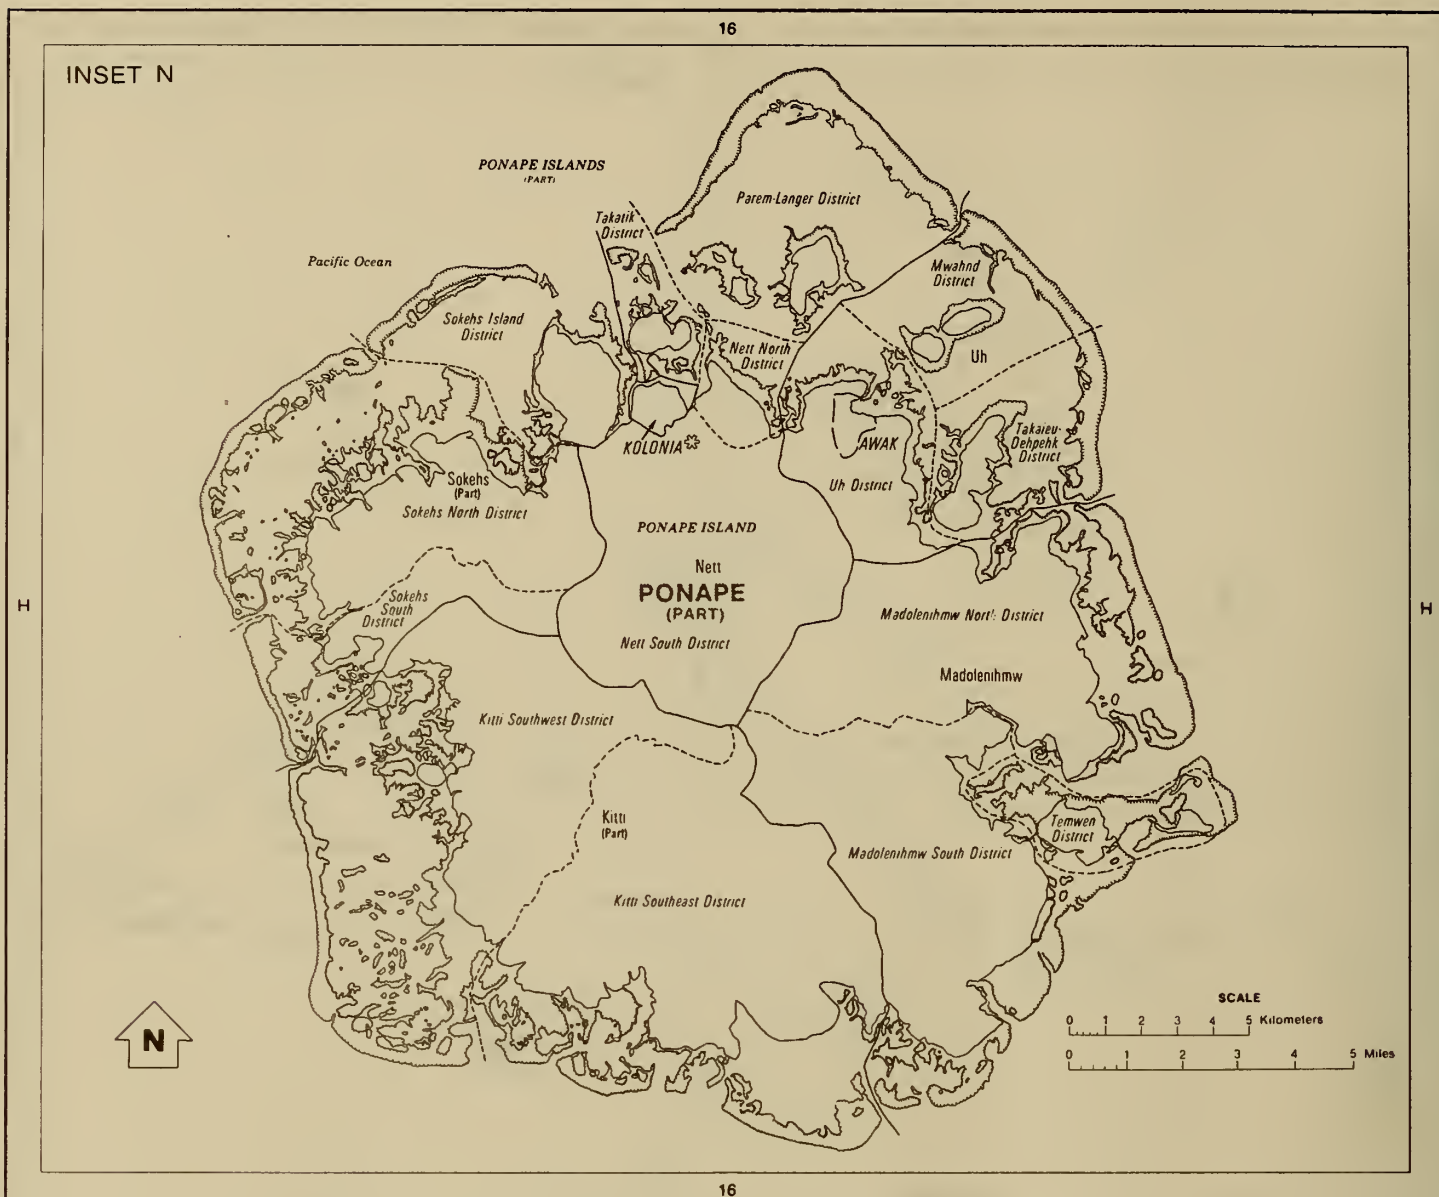 16
INSET N
PONAPE ISLANDS
(PART)
Parem-Langer District
Takatik
District
Pacific Ocean
Mwahnd
District
Sokehs Island
District
Nett North
District
Uh
KOLONIA
AWAK
Takaieu-
Dehpehk
District
Sokehs
(Part)
Uh District
Sokehs North District
PONAPE ISLAND
Nett
PONAPE
(PART)
Sokehs
South
District
H
H
Madolenihmw North District
Nett South District
Madolenihmw
Kitti Southwest District
Kitti
(Part)
Temwen
District
Madolenihmw South District
Kitti Southeast District
N
SCALE
0 1 2 3 4 5 Kilometers
0 1 2 3 4 5 Miles
16